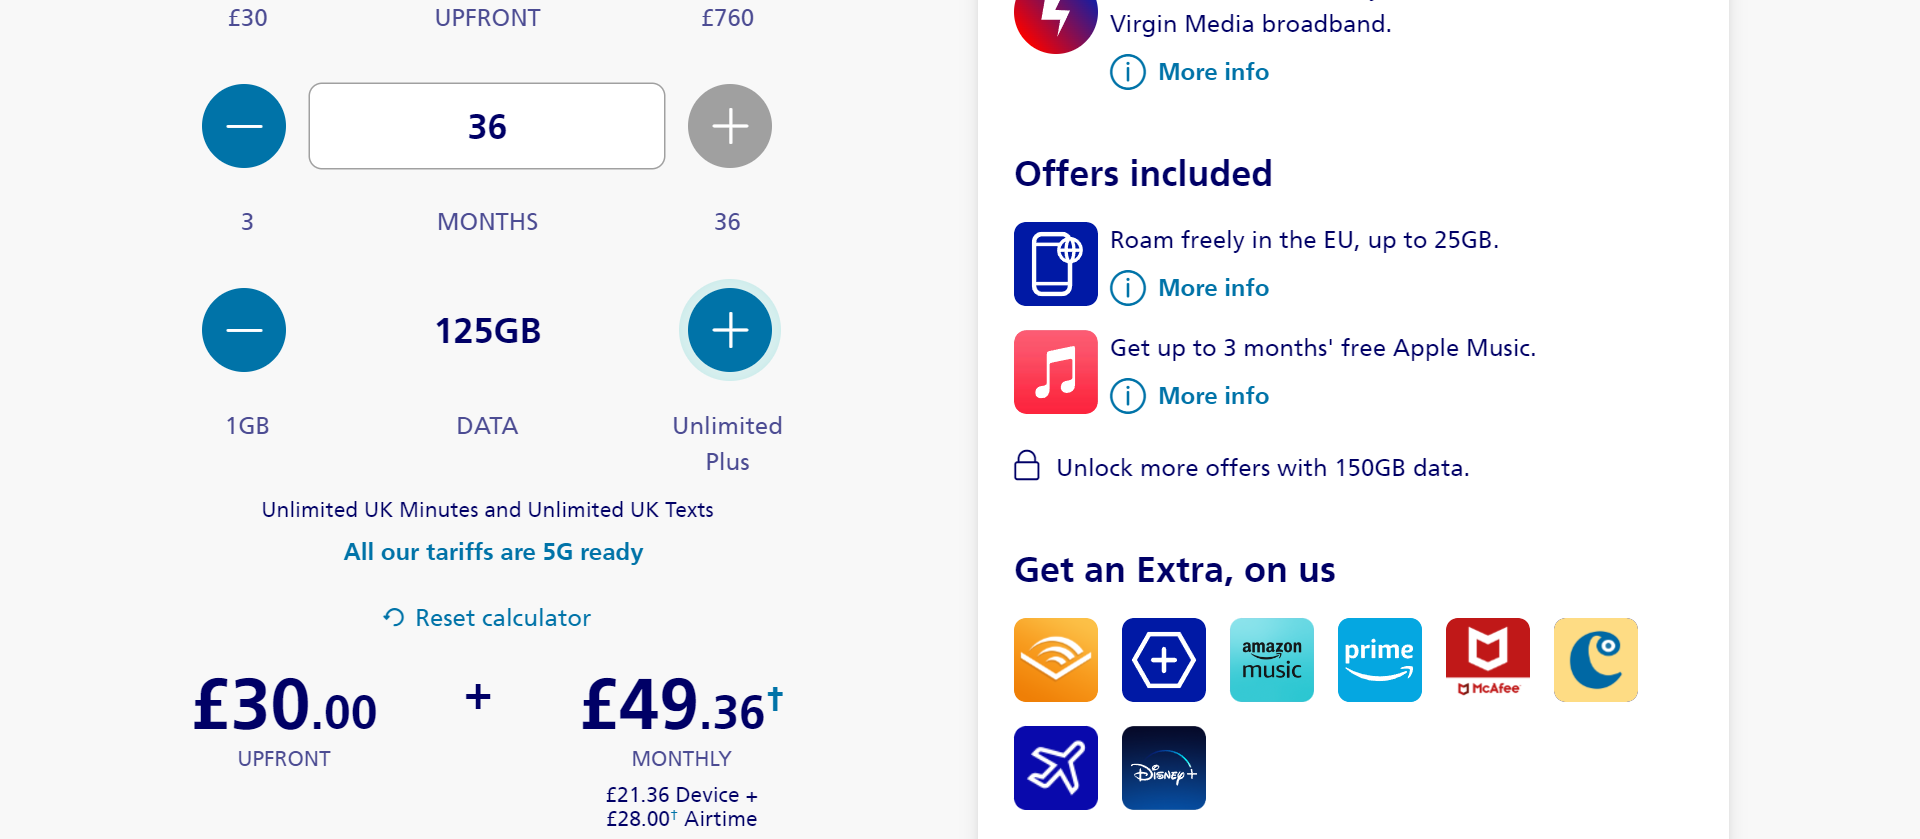 £30 UPFRONT £760
36
3 MONTHS 36
125GB
1GB DATA Unlimited
Plus
Unlimited UK Minutes and Unlimited UK Texts
All our tariffs are 5G ready
Reset calculator
£30.00 + £49.36†
UPFRONT MONTHLY
£21.36 Device +
£28.00† Airtime
Virgin Media broadband.
More info
Offers included
Roam freely in the EU, up to 25GB.
More info
Get up to 3 months' free Apple Music.
More info
Unlock more offers with 150GB data.
Get an Extra, on us
amazon
music
prime
McAfee
Disney+